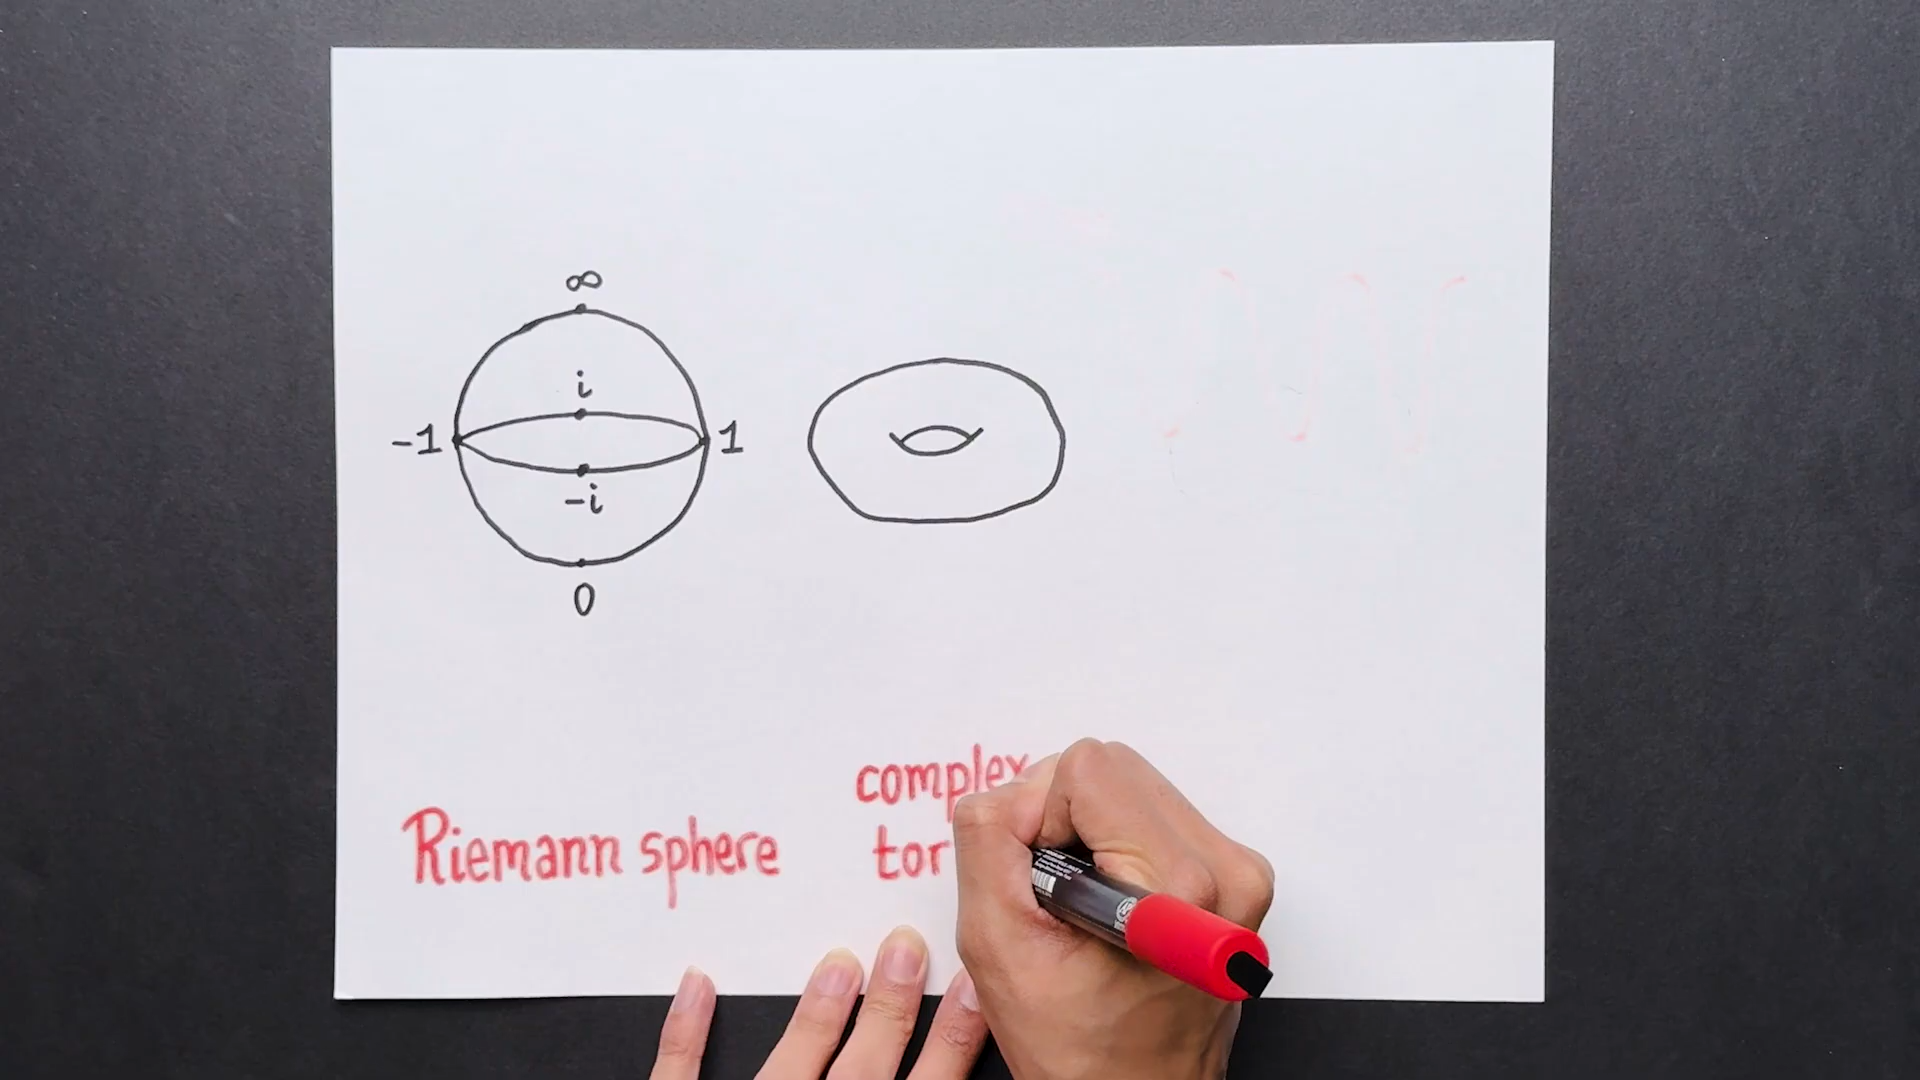 ∞
i
-1 1
-i
0
complex
Riemann sphere tor